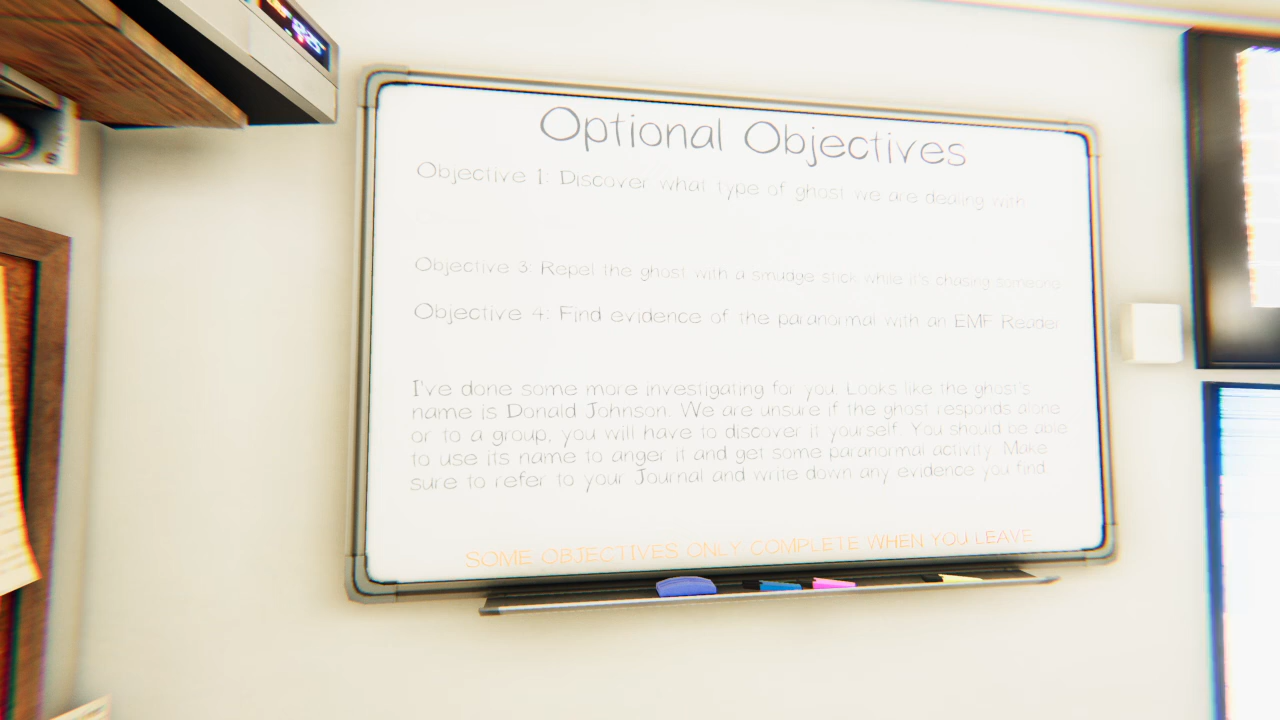 Optional Objectives
Objective 1: Discover what type of ghost we are dealing with
Objective 3: Repel the ghost with a smudge stick while it's chasing someone
Objective 4: Find evidence of the paranormal with an EMF Reader
I've done some more investigating for you. Looks like the ghost's
name is Donald Johnson. We are unsure if the ghost responds alone
or to a group, you will have to discover it yourself. You should be able
to use its name to anger it and get some paranormal activity. Make
sure to refer to your Journal and write down any evidence you find
SOME OBJECTIVES ONLY COMPLETE WHEN YOU LEAVE